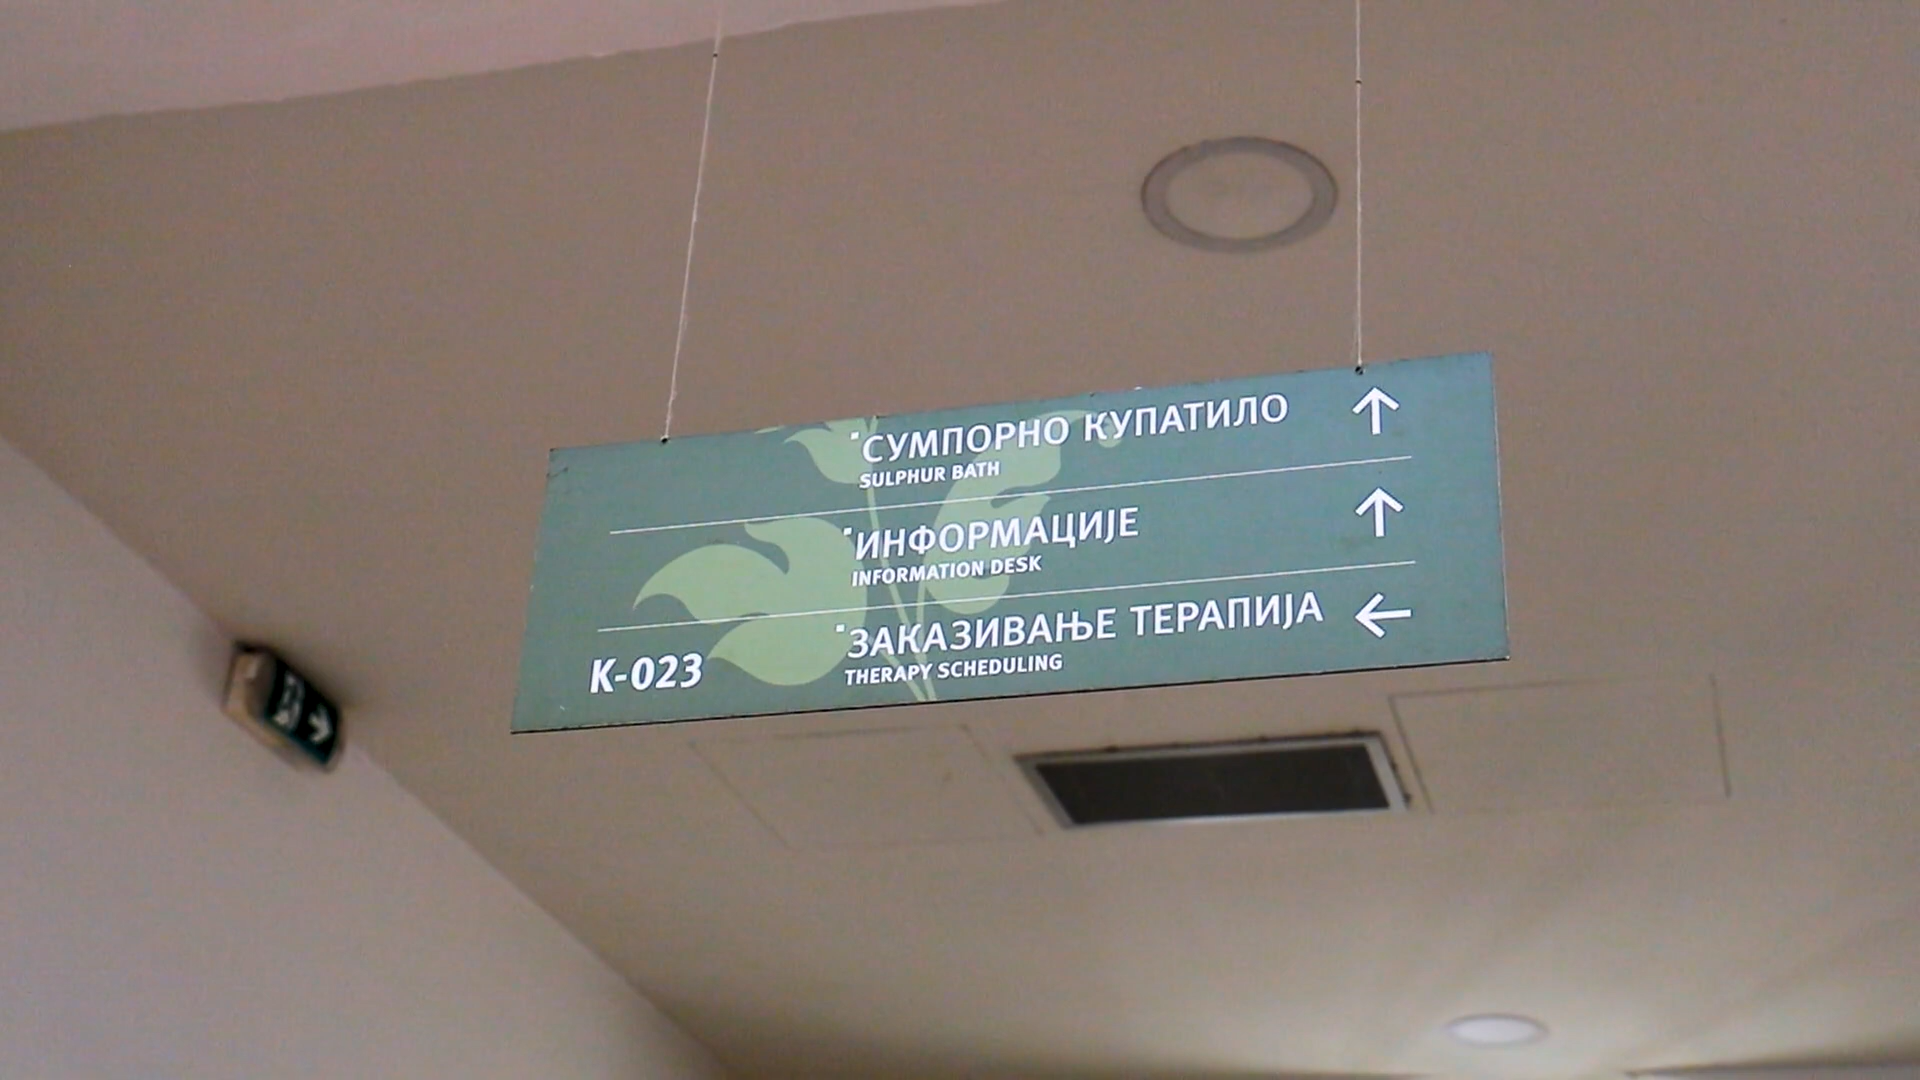 СУМПОРНО КУПАТИЛО ↑
SULPHUR BATH
ИНФОРМАЦИЈЕ ↑
INFORMATION DESK
ЗАКАЗИВАЊЕ ТЕРАПИЈА ←
THERAPY SCHEDULING
K-023